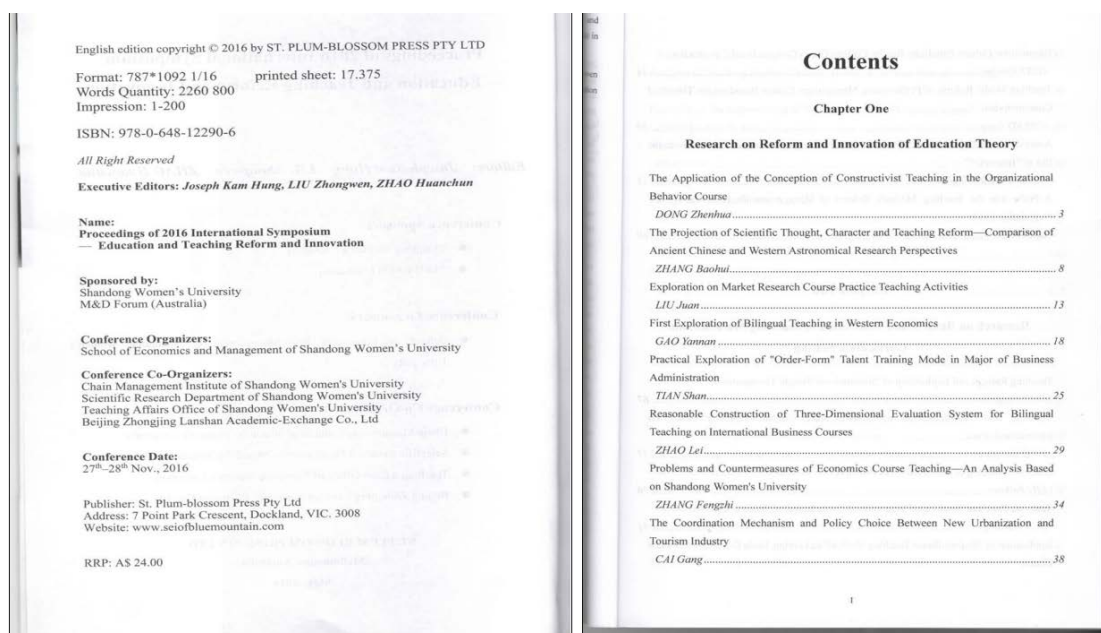 English edition copyright © 2016 by ST. PLUM-BLOSSOM PRESS PTY LTD
Format: 787*1092 1/16 printed sheet: 17.375
Words Quantity: 2260 800
Impression: 1-200
ISBN: 978-0-648-12290-6
All Right Reserved
Executive Editors: Joseph Kam Hung, LIU Zhongwen, ZHAO Huanchun
Name:
Proceedings of 2016 International Symposium
— Education and Teaching Reform and Innovation
Sponsored by:
Shandong Women's University
M&D Forum (Australia)
Conference Organizers:
School of Economics and Management of Shandong Women's University
Conference Co-Organizers:
Chain Management Institute of Shandong Women's University
Scientific Research Department of Shandong Women's University
Teaching Affairs Office of Shandong Women's University
Beijing Zhongjing Lanshan Academic-Exchange Co., Ltd
Conference Date:
27th–28th Nov., 2016
Publisher: St. Plum-blossom Press Pty Ltd
Address: 7 Point Park Crescent, Dockland, VIC. 3008
Website: www.seiofbluemountain.com
RRP: A$ 24.00
and
Contents
Chapter One
Research on Reform and Innovation of Education Theory
The Application of the Conception of Constructivist Teaching in the Organizational
Behavior Course
DONG Zhenhua ..... 3
The Projection of Scientific Thought, Character and Teaching Reform—Comparison of
Ancient Chinese and Western Astronomical Research Perspectives
ZHANG Baohui ..... 8
Exploration on Market Research Course Practice Teaching Activities
LIU Juan ..... 13
First Exploration of Bilingual Teaching in Western Economics
GAO Yannan ..... 18
Practical Exploration of "Order-Form" Talent Training Mode in Major of Business
Administration
TIAN Shan ..... 25
Reasonable Construction of Three-Dimensional Evaluation System for Bilingual
Teaching on International Business Courses
ZHAO Lei ..... 29
Problems and Countermeasures of Economics Course Teaching—An Analysis Based
on Shandong Women's University
ZHANG Fengzhi ..... 34
The Coordination Mechanism and Policy Choice Between New Urbanization and
Tourism Industry
CAI Gang ..... 38
I